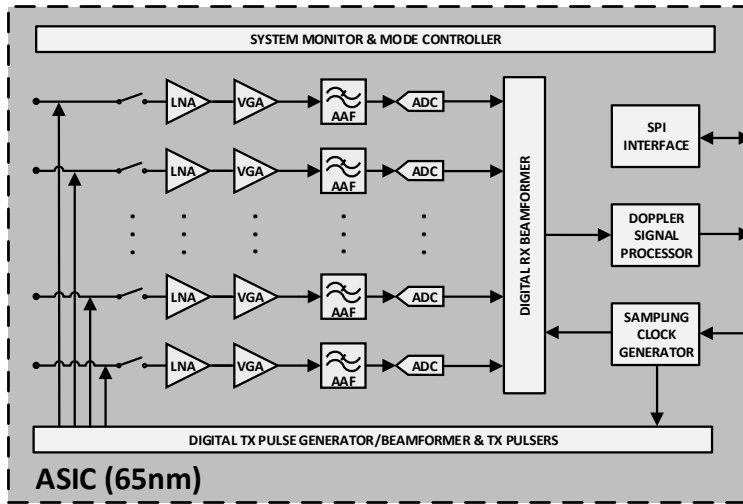 SYSTEM MONITOR & MODE CONTROLLER
LNA
VGA
AAF
ADC
LNA
VGA
AAF
ADC
LNA
VGA
AAF
ADC
LNA
VGA
AAF
ADC
DIGITAL RX BEAMFORMER
SPI
INTERFACE
DOPPLER
SIGNAL
PROCESSOR
SAMPLING
CLOCK
GENERATOR
DIGITAL TX PULSE GENERATOR/BEAMFORMER & TX PULSERS
ASIC (65nm)